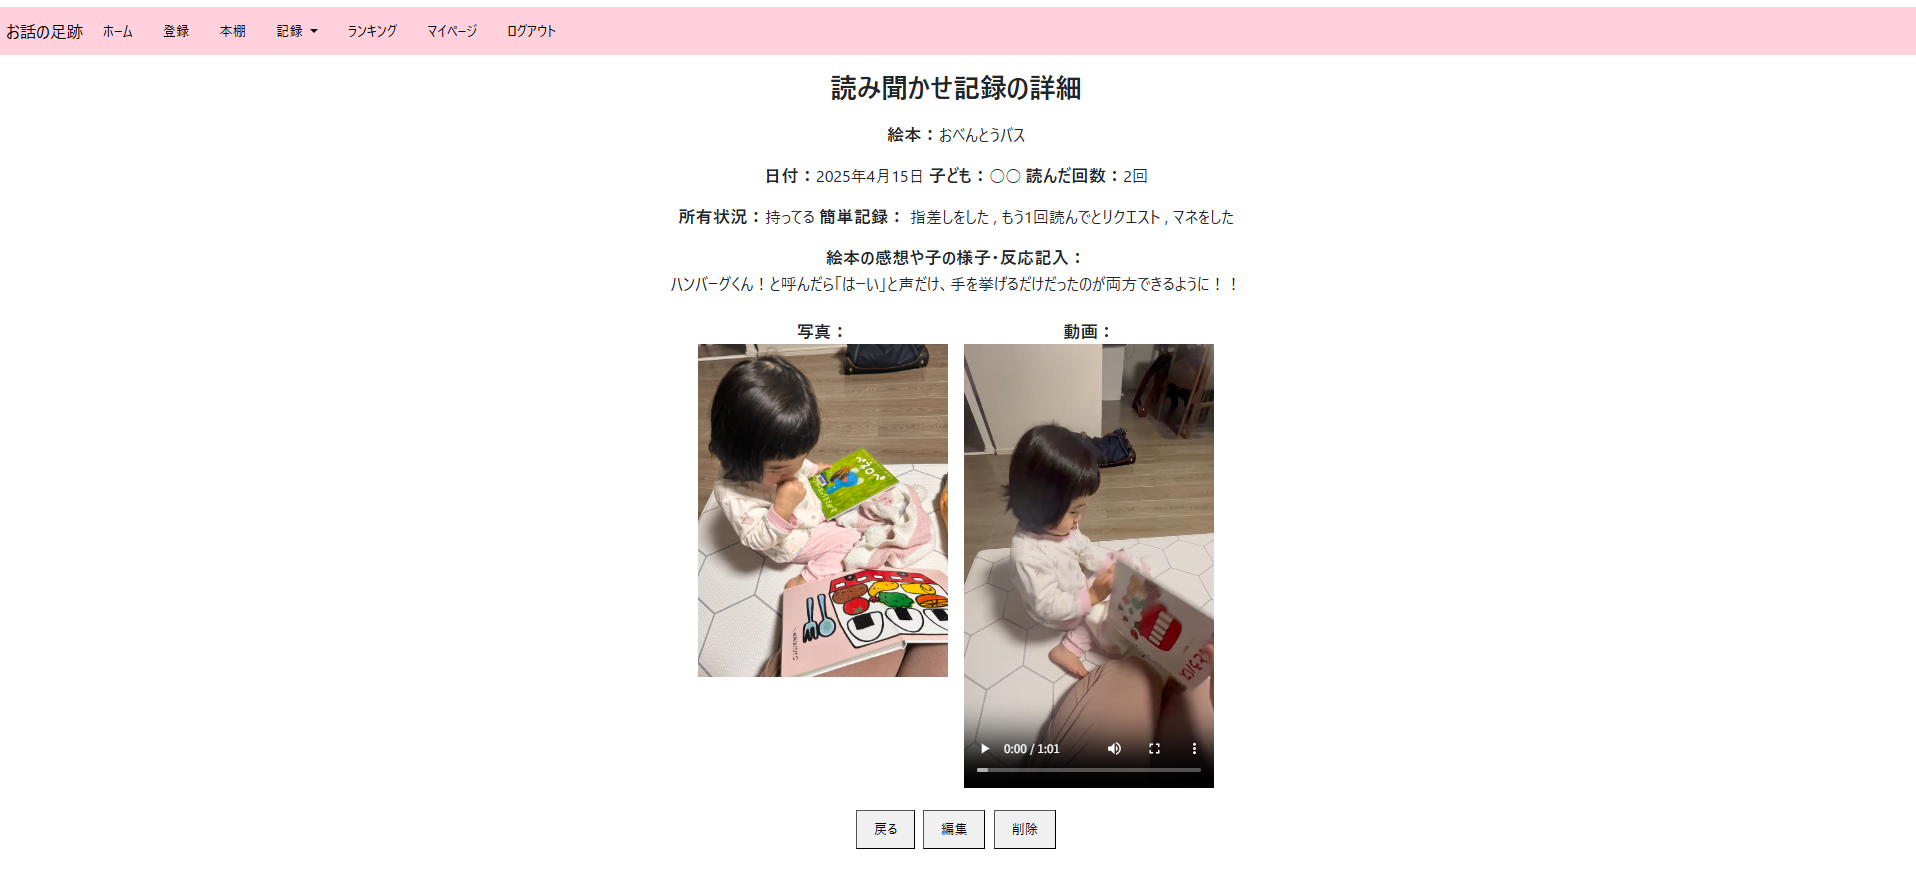 お話の足跡 ホーム 登録 本棚 記録 ランキング マイページ ログアウト
読み聞かせ記録の詳細
絵本：おべんとうバス
日付：2025年4月15日 子ども：〇〇 読んだ回数：2回
所有状況：持ってる 簡単記録： 指差しをした , もう1回読んでとリクエスト , マネをした
絵本の感想や子の様子・反応記入：
ハンバーグくん！と呼んだら「はーい」と声だけ、手を挙げるだけだったのが両方できるように！！
写真： 動画：
ペネロペ
0:00 / 1:01
戻る 編集 削除